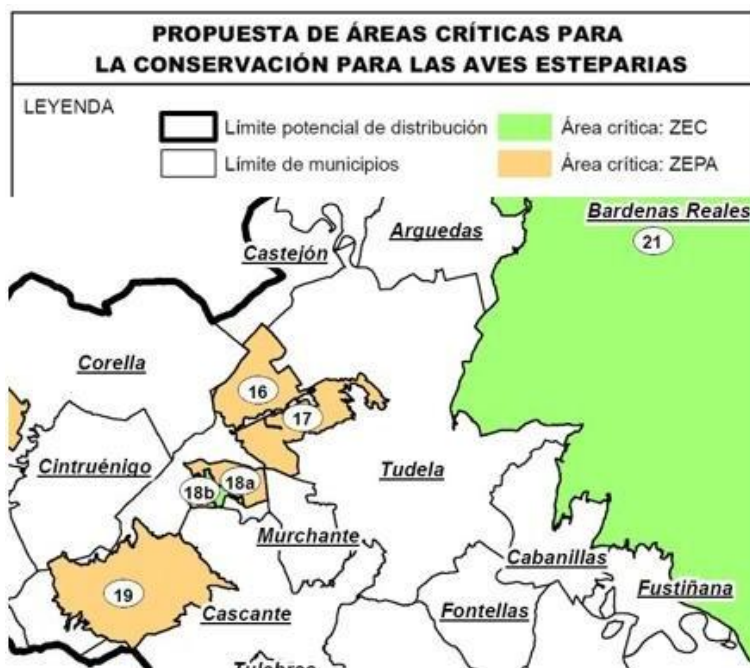 PROPUESTA DE ÁREAS CRÍTICAS PARA
LA CONSERVACIÓN PARA LAS AVES ESTEPARIAS
LEYENDA
Límite potencial de distribución
Área crítica: ZEC
Límite de municipios
Área crítica: ZEPA
Bardenas Reales
21
Arguedas
Castejón
Corella
16
17
Cintruénigo
18b
18a
Tudela
Murchante
Cabanillas
19
Cascante
Fontellas
Fustiñana